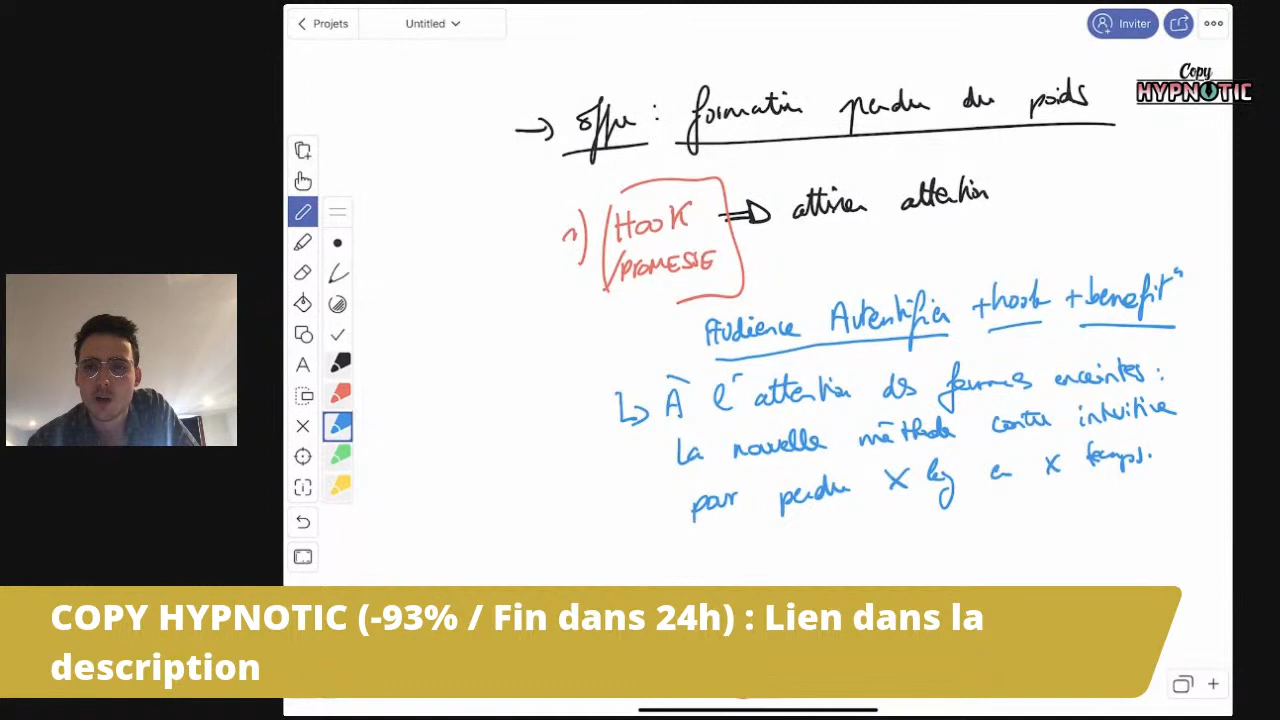 Projets
Untitled
Inviter
Copy
HYPNOTIC
→ offre : formation perdre du poids
1) HOOK ⇒ attirer attention
/PROMESSE
Audience Autentifier + hook + benefit"
↳ À l'attention des femmes enceintes :
La nouvelle méthode contre intuitive
pour perdre X kg en X temps.
COPY HYPNOTIC (-93% / Fin dans 24h) : Lien dans la
description